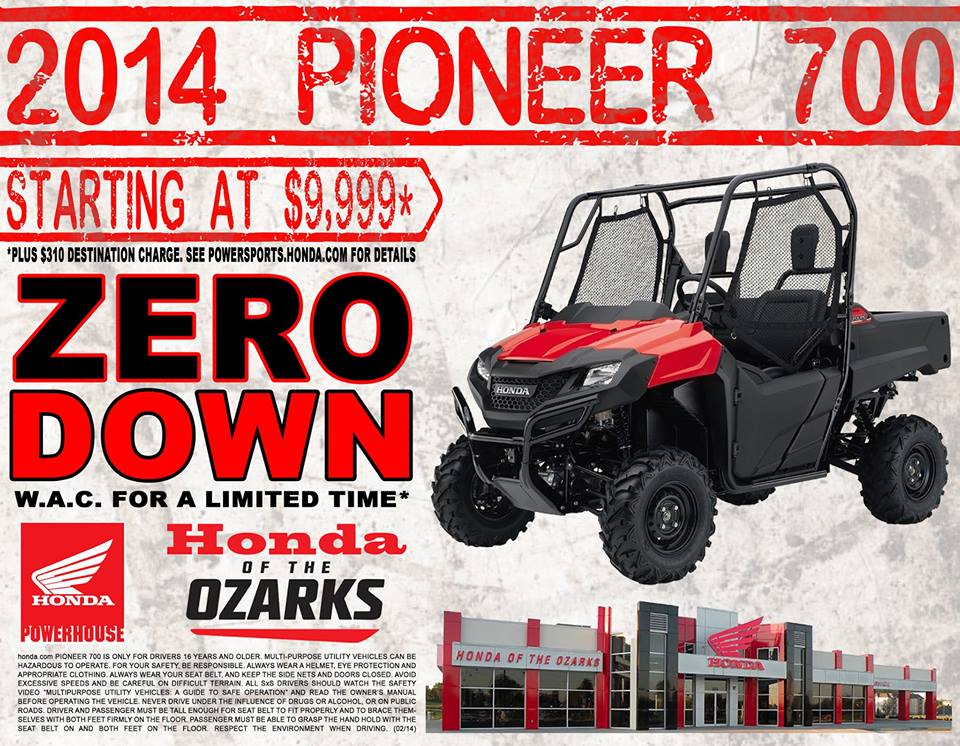 2014 PIONEER 700
STARTING AT $9,999*
*PLUS $310 DESTINATION CHARGE. SEE POWERSPORTS.HONDA.COM FOR DETAILS
ZERO
DOWN
W.A.C. FOR A LIMITED TIME*
HONDA
POWERHOUSE
Honda
OF THE
OZARKS
honda.com PIONEER 700 IS ONLY FOR DRIVERS 16 YEARS AND OLDER. MULTI-PURPOSE UTILITY VEHICLES CAN BE
HAZARDOUS TO OPERATE. FOR YOUR SAFETY, BE RESPONSIBLE. ALWAYS WEAR A HELMET, EYE PROTECTION AND
APPROPRIATE CLOTHING. ALWAYS WEAR YOUR SEAT BELT, AND KEEP THE SIDE NETS AND DOORS CLOSED. AVOID
EXCESSIVE SPEEDS AND BE CAREFUL ON DIFFICULT TERRAIN. ALL SxS DRIVERS SHOULD WATCH THE SAFETY
VIDEO "MULTIPURPOSE UTILITY VEHICLES: A GUIDE TO SAFE OPERATION" AND READ THE OWNER'S MANUAL
BEFORE OPERATING THE VEHICLE. NEVER DRIVE UNDER THE INFLUENCE OF DRUGS OR ALCOHOL, OR ON PUBLIC
ROADS. DRIVER AND PASSENGER MUST BE TALL ENOUGH FOR SEAT BELT TO FIT PROPERLY AND TO BRACE THEM-
SELVES WITH BOTH FEET FIRMLY ON THE FLOOR. PASSENGER MUST BE ABLE TO GRASP THE HAND HOLD WITH THE
SEAT BELT ON AND BOTH FEET ON THE FLOOR. RESPECT THE ENVIRONMENT WHEN DRIVING. (02/14)
HONDA
HONDA OF THE OZARKS
HONDA